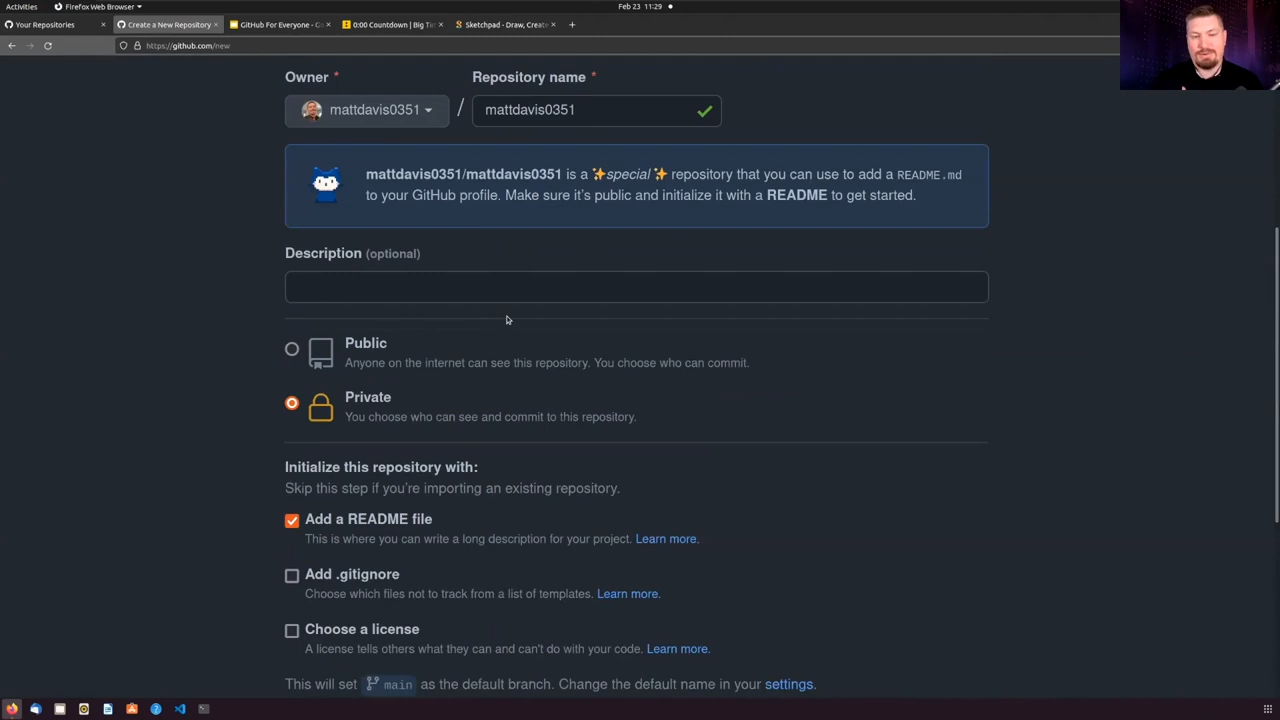 Activities
Firefox Web Browser
Feb 23 11:29
Your Repositories
Create a New Repository
GitHub For Everyone - Go
0:00 Countdown | Big Ti
Sketchpad - Draw, Create
https://github.com/new
Owner *
Repository name *
mattdavis0351
/
mattdavis0351
mattdavis0351/mattdavis0351 is a ✨special✨ repository that you can use to add a README.md
to your GitHub profile. Make sure it's public and initialize it with a README to get started.
Description (optional)
Public
Anyone on the internet can see this repository. You choose who can commit.
Private
You choose who can see and commit to this repository.
Initialize this repository with:
Skip this step if you're importing an existing repository.
Add a README file
This is where you can write a long description for your project. Learn more.
Add .gitignore
Choose which files not to track from a list of templates. Learn more.
Choose a license
A license tells others what they can and can't do with your code. Learn more.
This will set main as the default branch. Change the default name in your settings.